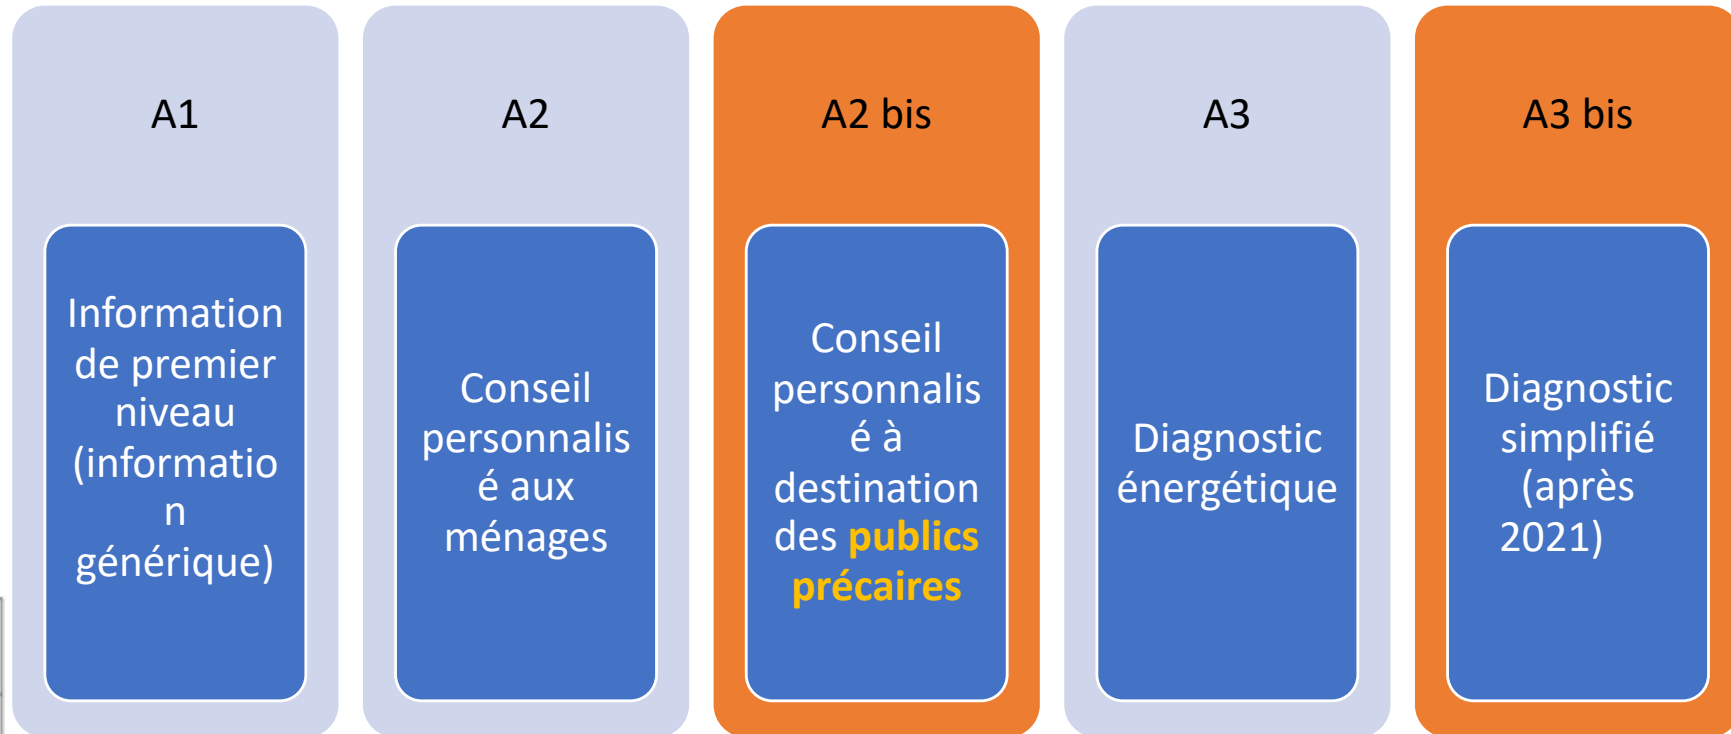 A1
Information
de premier
niveau
(informatio
n
générique)
A2
Conseil
personnalis
é aux
ménages
A2 bis
Conseil
personnalis
é à
destination
des publics
précaires
A3
Diagnostic
énergétique
A3 bis
Diagnostic
simplifié
(après
2021)